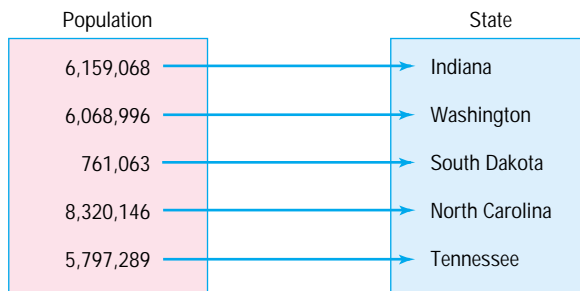 Population State
6,159,068 Indiana
6,068,996 Washington
761,063 South Dakota
8,320,146 North Carolina
5,797,289 Tennessee